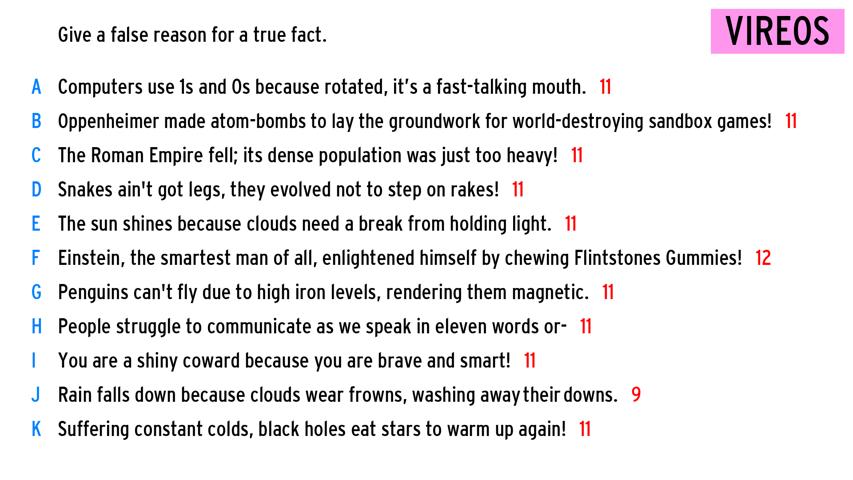 Give a false reason for a true fact.
VIREOS
A Computers use 1s and 0s because rotated, it's a fast-talking mouth. 11
B Oppenheimer made atom-bombs to lay the groundwork for world-destroying sandbox games! 11
C The Roman Empire fell; its dense population was just too heavy! 11
D Snakes ain't got legs, they evolved not to step on rakes! 11
E The sun shines because clouds need a break from holding light. 11
F Einstein, the smartest man of all, enlightened himself by chewing Flintstones Gummies! 12
G Penguins can't fly due to high iron levels, rendering them magnetic. 11
H People struggle to communicate as we speak in eleven words or- 11
I You are a shiny coward because you are brave and smart! 11
J Rain falls down because clouds wear frowns, washing away their downs. 9
K Suffering constant colds, black holes eat stars to warm up again! 11